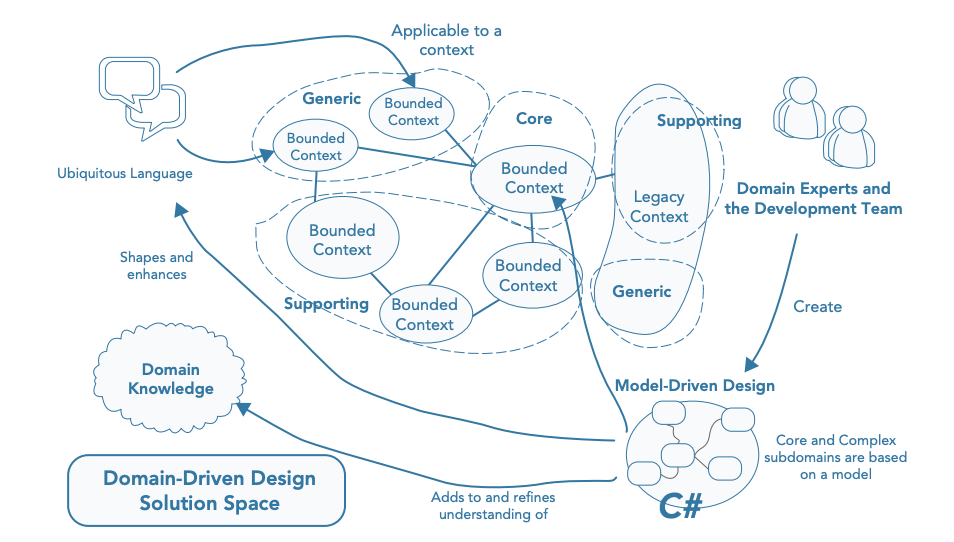 Applicable to a
context
Generic
Bounded
Context
Bounded
Context
Core
Bounded
Context
Supporting
Legacy
Context
Ubiquitous Language
Domain Experts and
the Development Team
Bounded
Context
Bounded
Context
Bounded
Context
Supporting
Generic
Shapes and
enhances
Create
Domain
Knowledge
Model-Driven Design
Core and Complex
subdomains are based
on a model
C#
Adds to and refines
understanding of
Domain-Driven Design
Solution Space